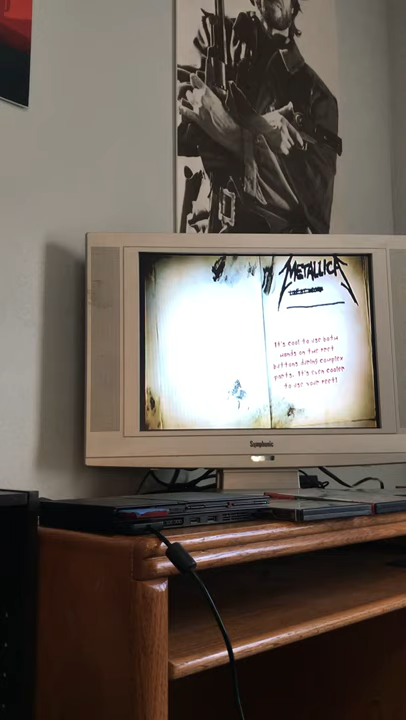 METALLICA
It's cool to use both
hands on the fret
buttons during complex
parts. It's even cooler
to use your feet!
Symphonic